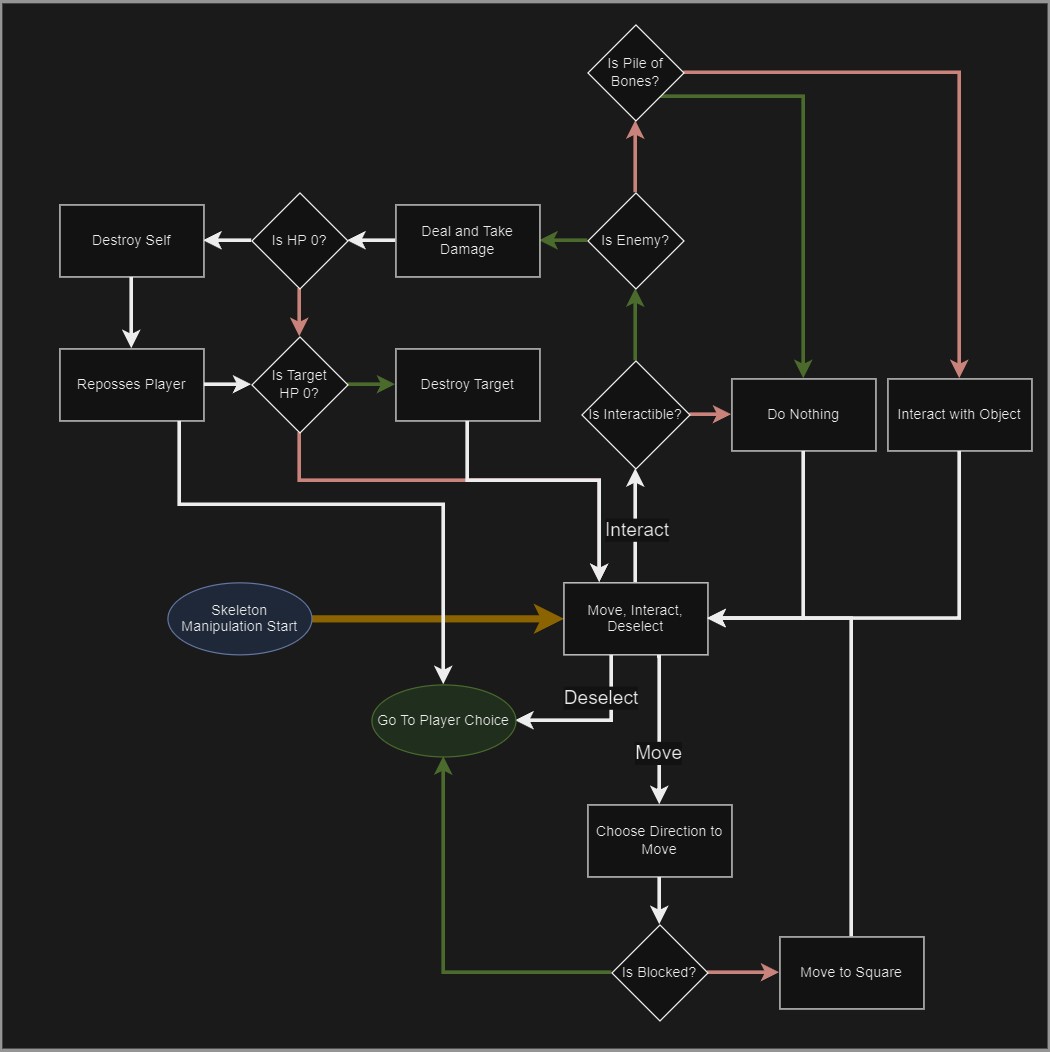 Is Pile of
Bones?
Destroy Self
Is HP 0?
Deal and Take
Damage
Is Enemy?
Reposses Player
Is Target
HP 0?
Destroy Target
Is Interactible?
Do Nothing
Interact with Object
Interact
Skeleton
Manipulation Start
Move, Interact,
Deselect
Deselect
Go To Player Choice
Move
Choose Direction to
Move
Is Blocked?
Move to Square